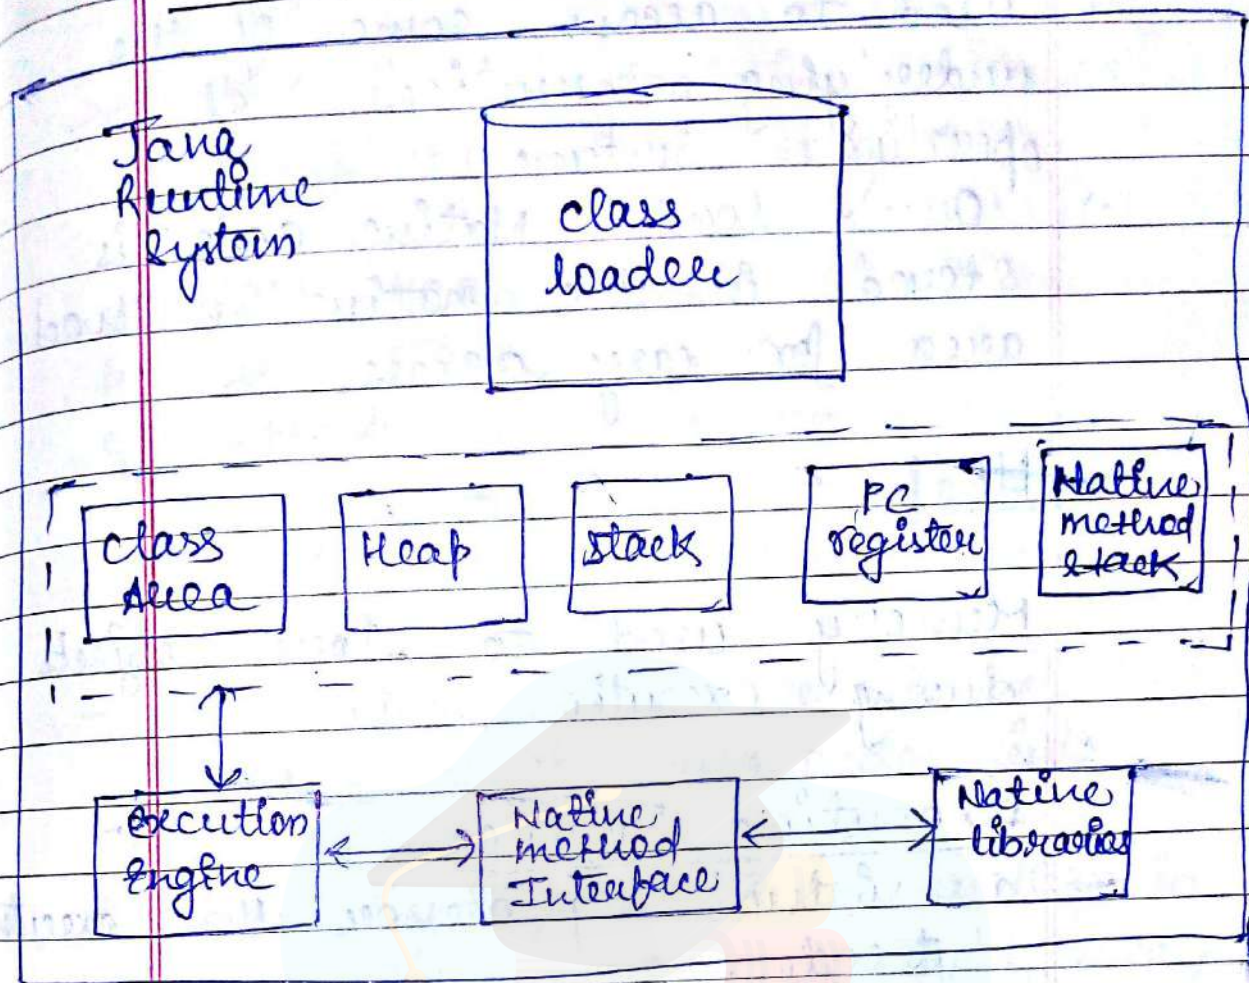 Java
Runtime
System
class
loader
class
Area
Heap
stack
PC
register
Native
method
stack
Execution
Engine
Native
method
Interface
Native
libraries